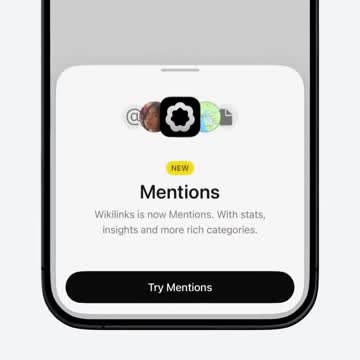 @
NEW
Mentions
Wikilinks is now Mentions. With stats,
insights and more rich categories.
Try Mentions